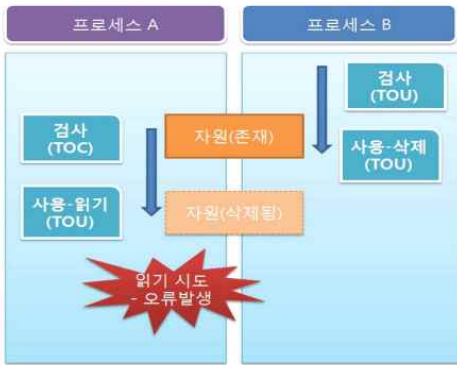 프로세스 A
프로세스 B
검사
(TOU)
검사
(TOC)
자원(존재)
사용-삭제
(TOU)
사용-읽기
(TOU)
자원(삭제됨)
읽기 시도
- 오류발생